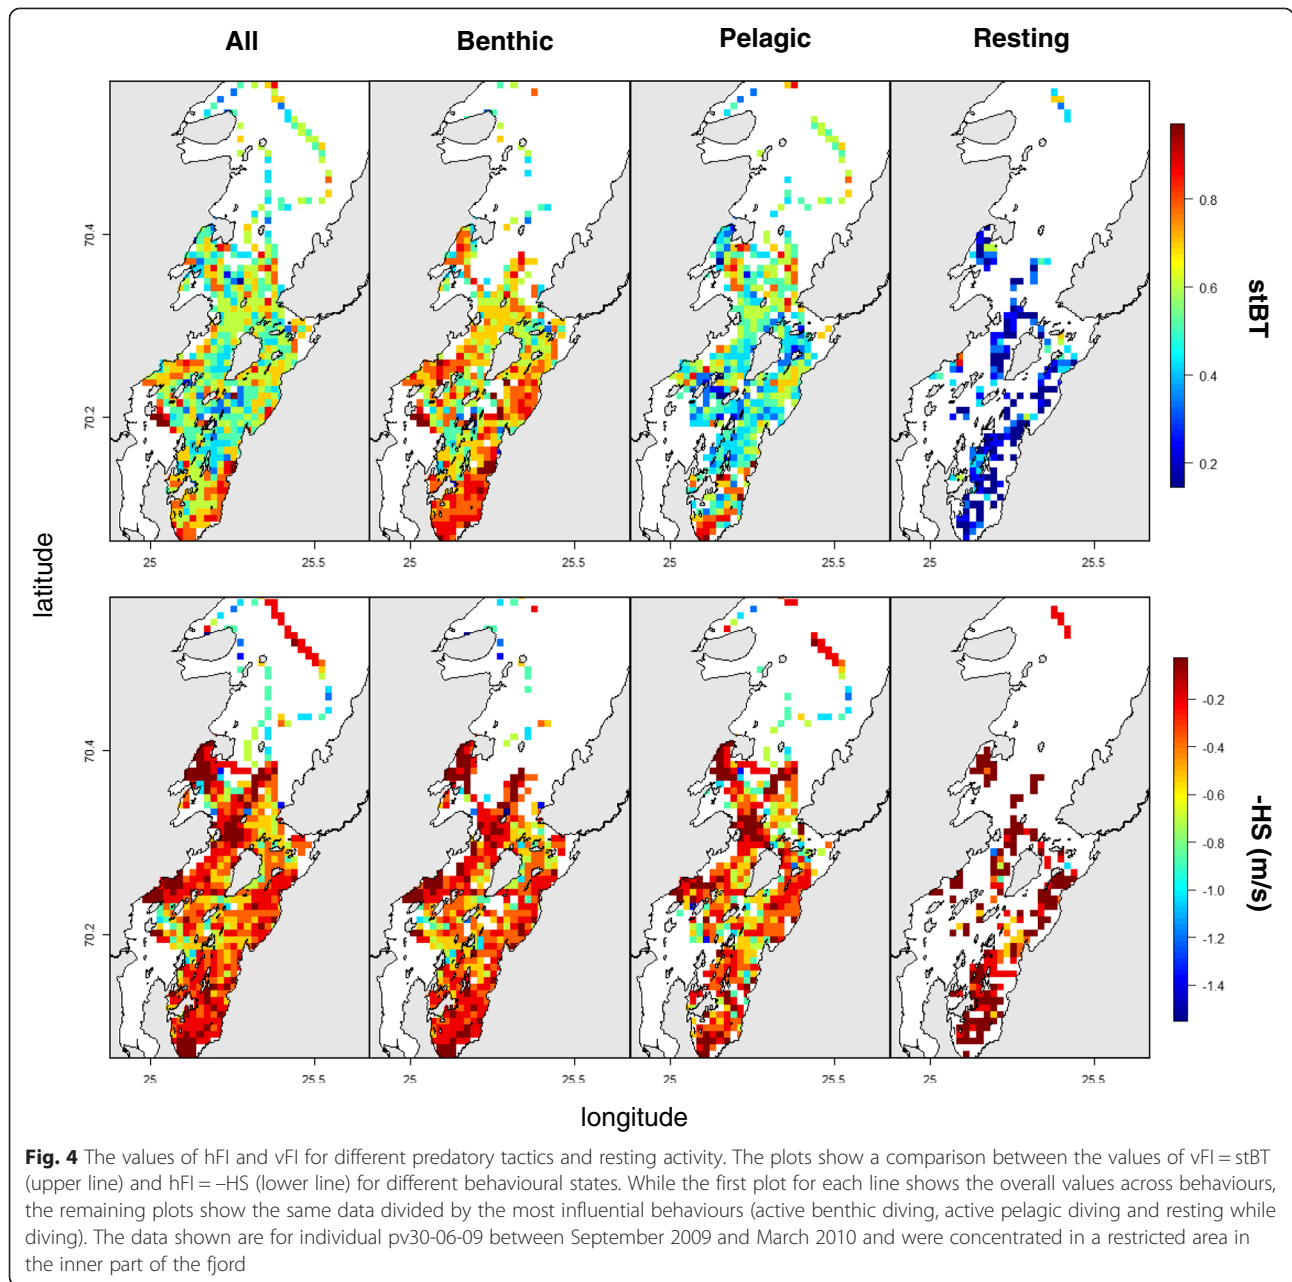 All Benthic Pelagic Resting
70.4
70.2
25 25.5 25 25.5 25 25.5 25 25.5
0.8
0.6
0.4
0.2
stBT
latitude
70.4
70.2
25 25.5 25 25.5 25 25.5 25 25.5
-0.2
-0.4
-0.6
-0.8
-1.0
-1.2
-1.4
-HS (m/s)
longitude
Fig. 4 The values of hFI and vFI for different predatory tactics and resting activity. The plots show a comparison between the values of vFI = stBT
(upper line) and hFI = –HS (lower line) for different behavioural states. While the first plot for each line shows the overall values across behaviours,
the remaining plots show the same data divided by the most influential behaviours (active benthic diving, active pelagic diving and resting while
diving). The data shown are for individual pv30-06-09 between September 2009 and March 2010 and were concentrated in a restricted area in
the inner part of the fjord